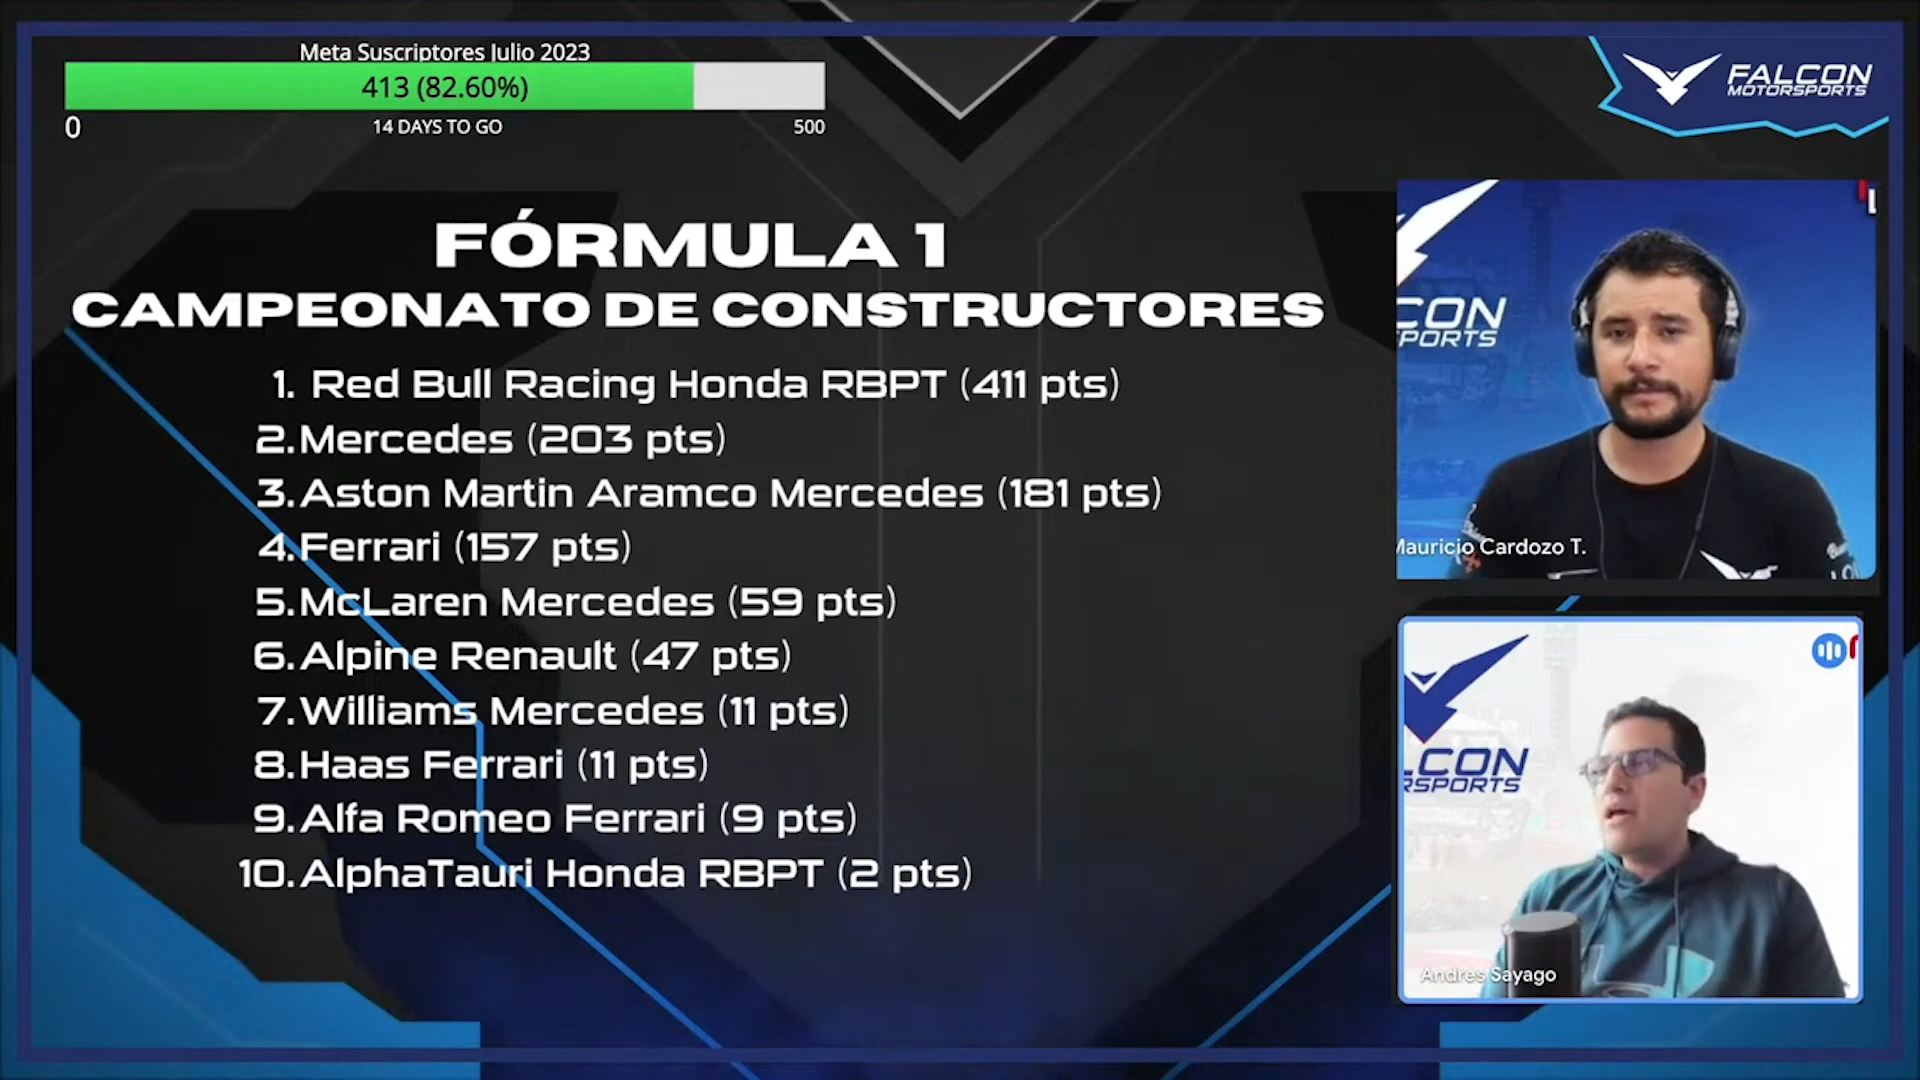 Meta Suscriptores Julio 2023
413 (82.60%)
0
14 DAYS TO GO
500
FALCON
MOTORSPORTS
FÓRMULA 1
CAMPEONATO DE CONSTRUCTORES
1. Red Bull Racing Honda RBPT (411 pts)
2. Mercedes (203 pts)
3. Aston Martin Aramco Mercedes (181 pts)
4. Ferrari (157 pts)
5. McLaren Mercedes (59 pts)
6. Alpine Renault (47 pts)
7. Williams Mercedes (11 pts)
8. Haas Ferrari (11 pts)
9. Alfa Romeo Ferrari (9 pts)
10. AlphaTauri Honda RBPT (2 pts)
CON
PORTS
Mauricio Cardozo T.
LCON
RSPORTS
Andres Sayago